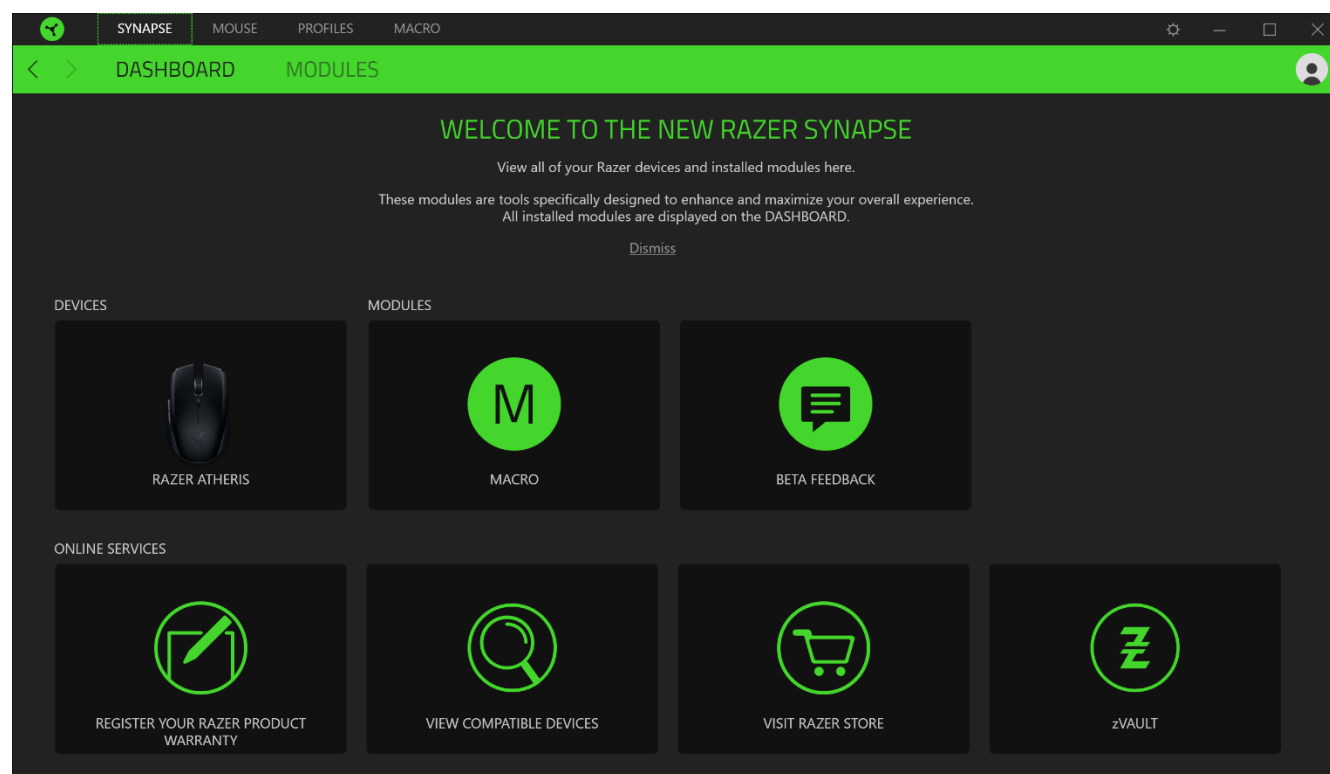 SYNAPSE MOUSE PROFILES MACRO
DASHBOARD MODULES
WELCOME TO THE NEW RAZER SYNAPSE
View all of your Razer devices and installed modules here.
These modules are tools specifically designed to enhance and maximize your overall experience.
All installed modules are displayed on the DASHBOARD.
Dismiss
DEVICES MODULES
M
RAZER ATHERIS MACRO BETA FEEDBACK
ONLINE SERVICES
REGISTER YOUR RAZER PRODUCT
WARRANTY
VIEW COMPATIBLE DEVICES
VISIT RAZER STORE
zVAULT